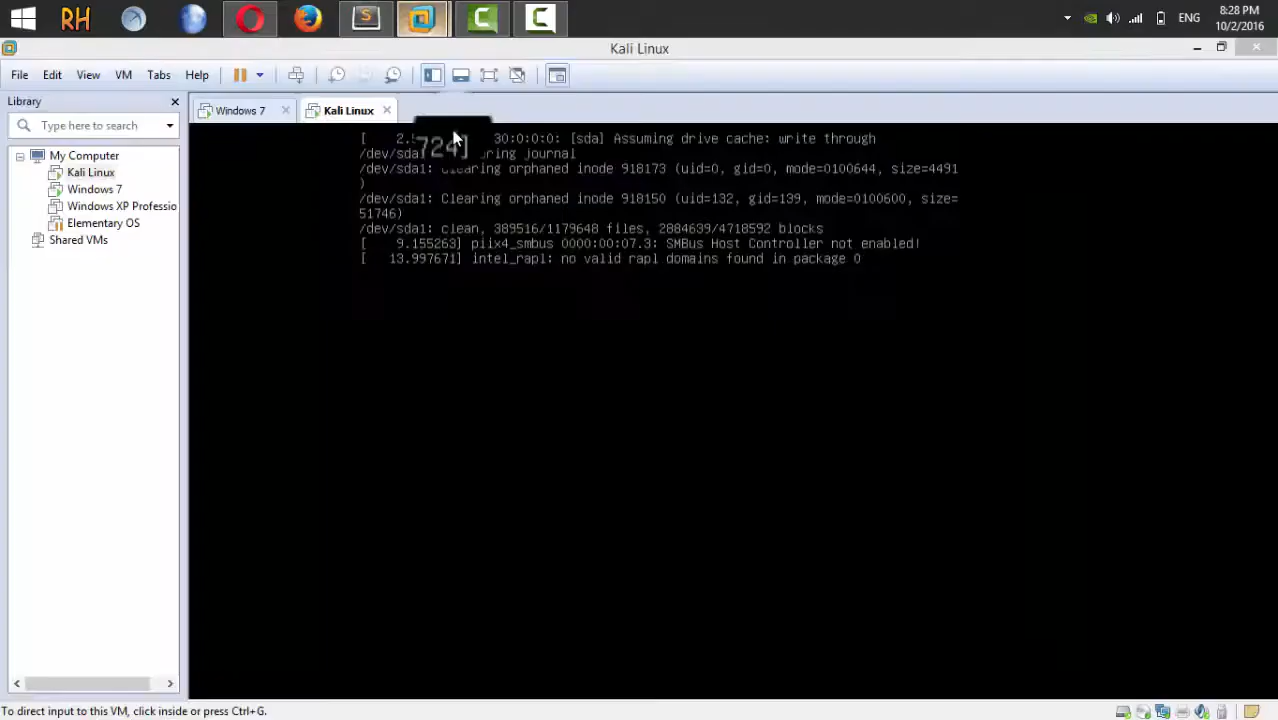 RH
S
C
C
ENG
8:28 PM
10/2/2016
Kali Linux
File Edit View VM Tabs Help
Library
Type here to search
My Computer
Kali Linux
Windows 7
Windows XP Professio
Elementary OS
Shared VMs
Windows 7
Kali Linux
[ 2. 724] 30:0:0:0: [sda] Assuming drive cache: write through
/dev/sda ring journal
/dev/sda1: Clearing orphaned inode 918173 (uid=0, gid=0, mode=0100644, size=4491
)
/dev/sda1: Clearing orphaned inode 918150 (uid=132, gid=139, mode=0100600, size=
51746)
/dev/sda1: clean, 389516/1179648 files, 2884639/4718592 blocks
[ 9.155263] piix4_smbus 0000:00:07.3: SMBus Host Controller not enabled!
[ 13.997671] intel_rapl: no valid rapl domains found in package 0
To direct input to this VM, click inside or press Ctrl+G.